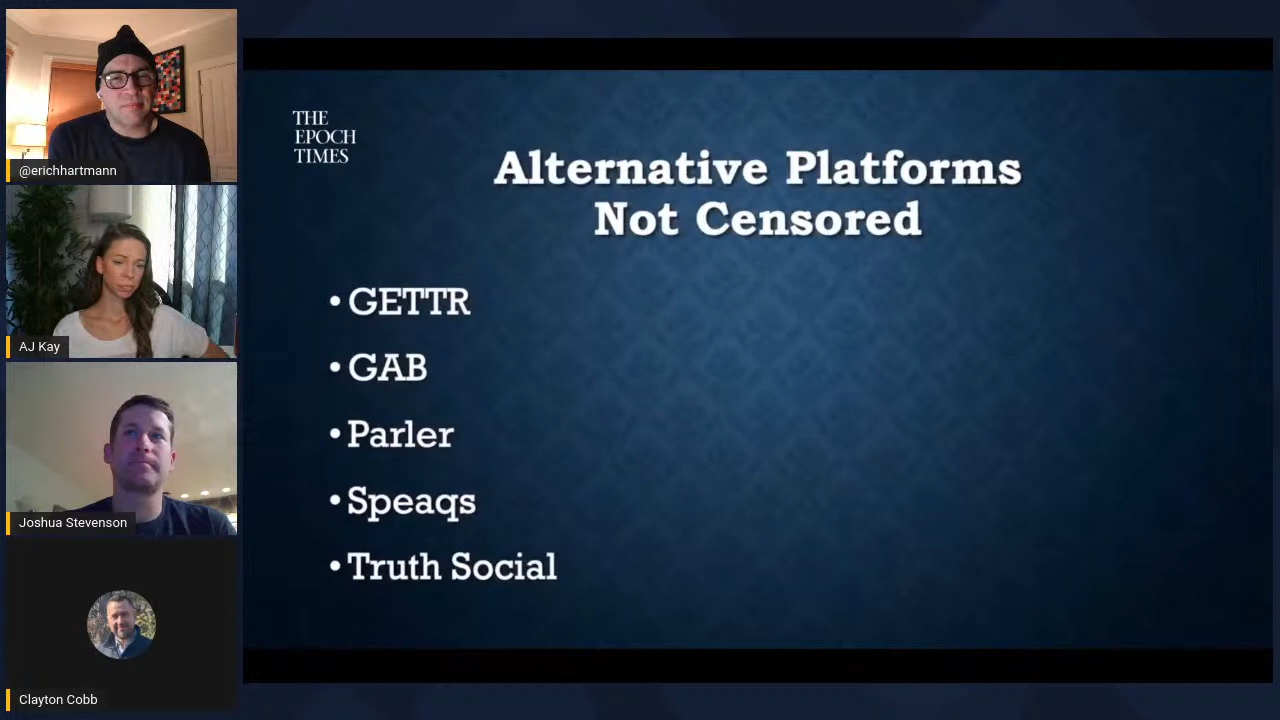 @erichhartmann
AJ Kay
Joshua Stevenson
Clayton Cobb
THE
EPOCH
TIMES
Alternative Platforms
Not Censored
• GETTR
• GAB
• Parler
• Speaqs
• Truth Social